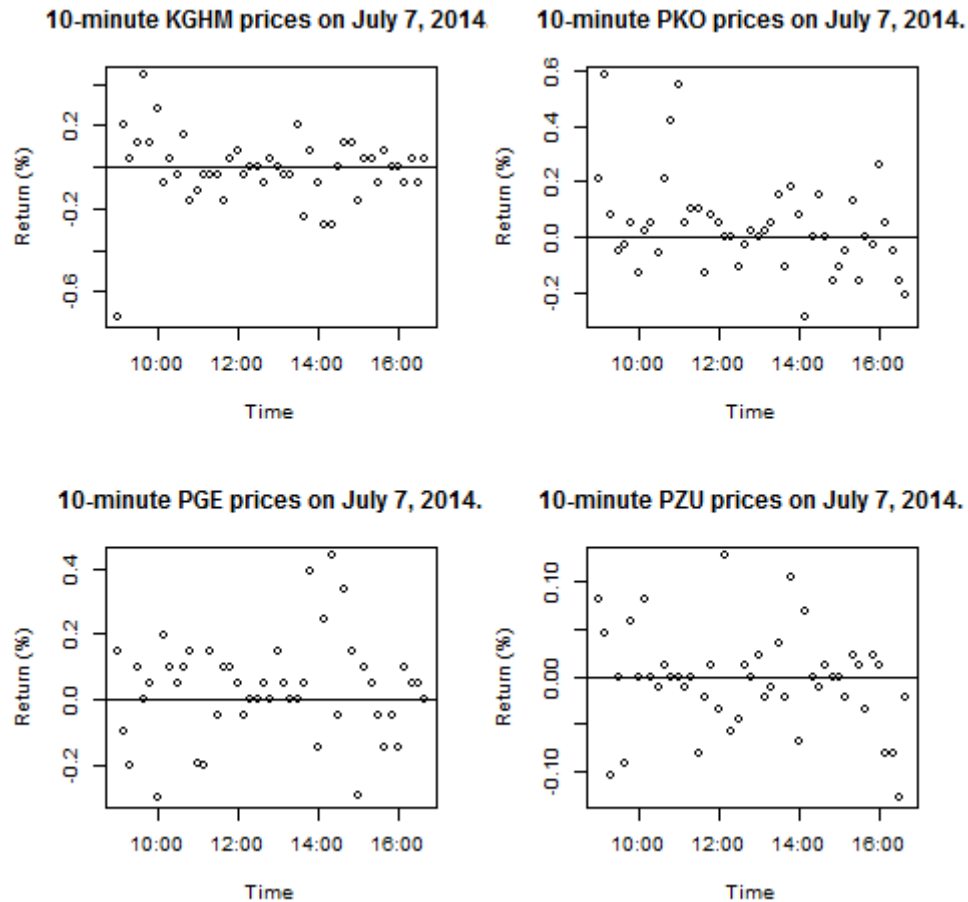 10-minute KGHM prices on July 7, 2014.
Return (%)
0.2
-0.2
-0.6
10:00 12:00 14:00 16:00
Time
10-minute PKO prices on July 7, 2014.
Return (%)
0.6
0.4
0.2
0.0
-0.2
10:00 12:00 14:00 16:00
Time
10-minute PGE prices on July 7, 2014.
Return (%)
0.4
0.2
0.0
-0.2
10:00 12:00 14:00 16:00
Time
10-minute PZU prices on July 7, 2014.
Return (%)
0.10
0.00
-0.10
10:00 12:00 14:00 16:00
Time